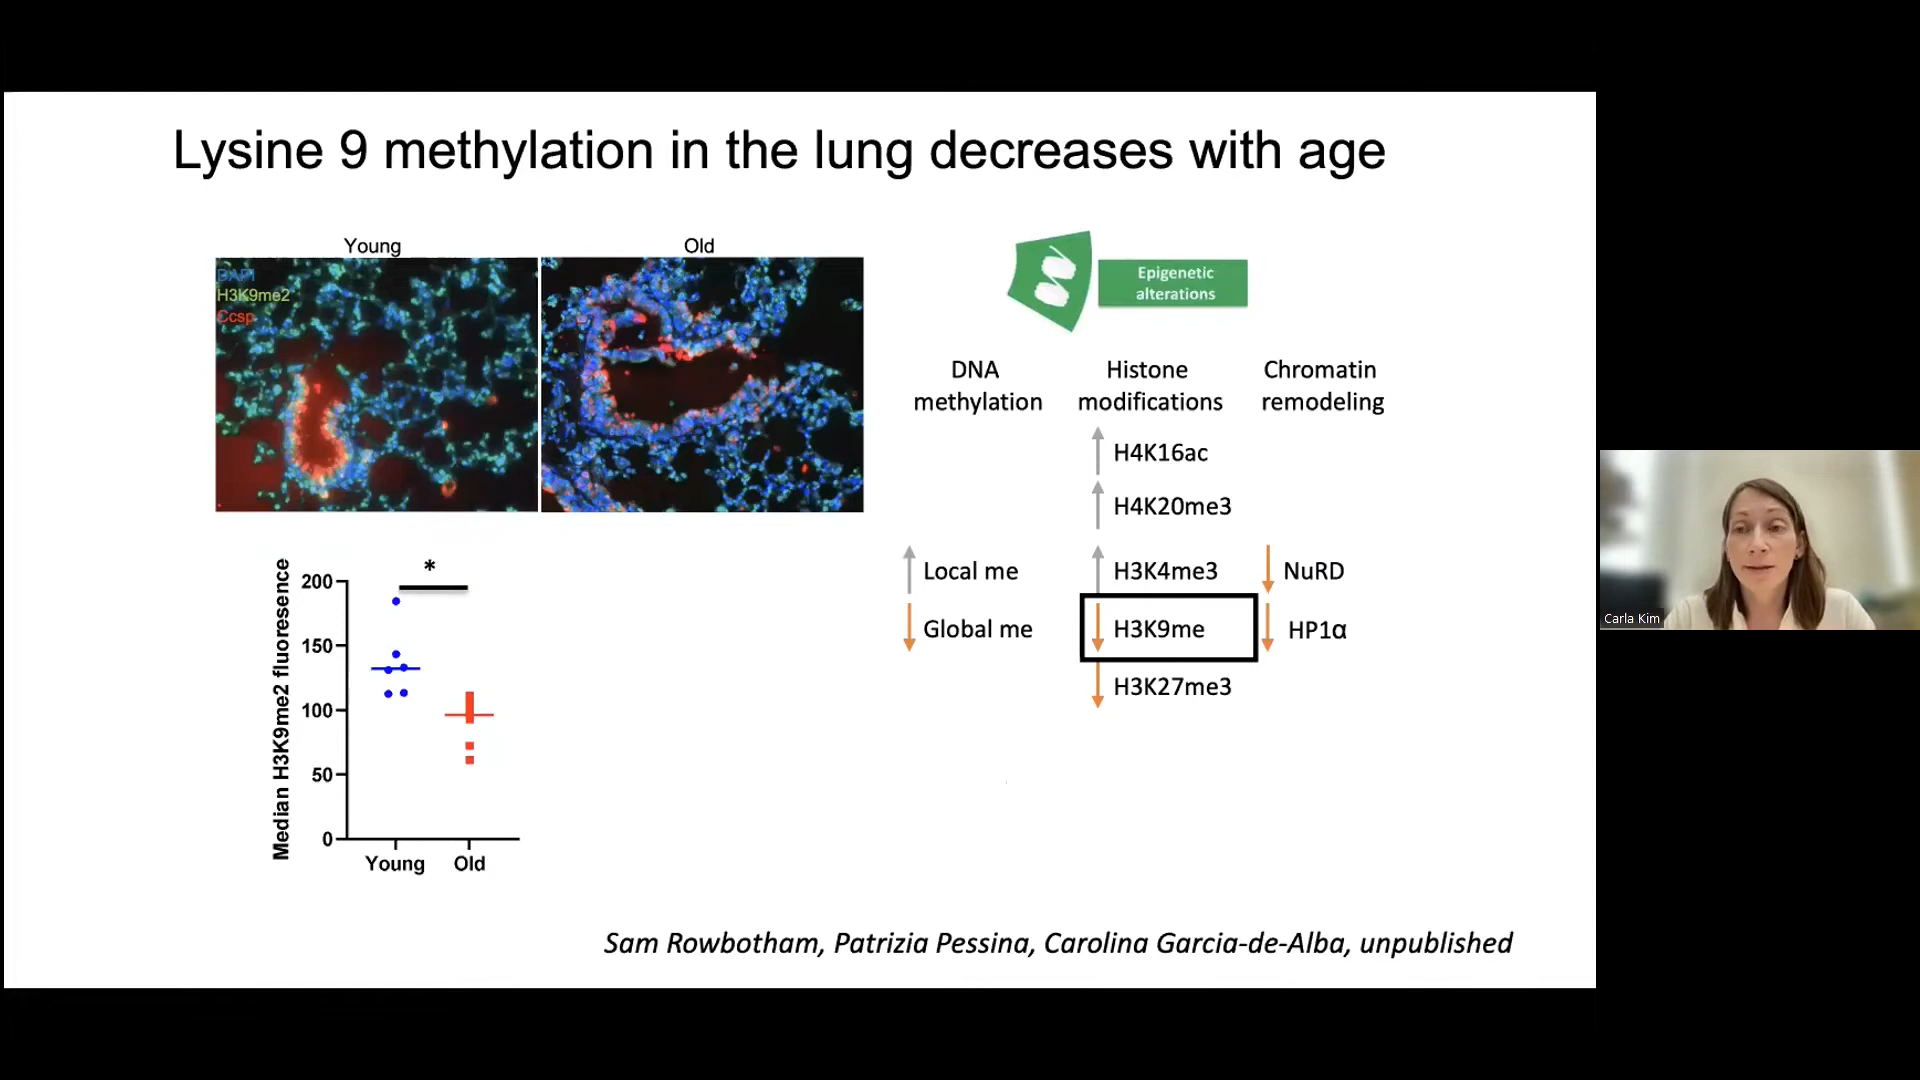 Lysine 9 methylation in the lung decreases with age
Young
Old
DAPI
H3K9me2
Ccsp
Epigenetic
alterations
DNA
methylation
Histone
modifications
Chromatin
remodeling
H4K16ac
H4K20me3
Local me
H3K4me3
NuRD
Global me
H3K9me
HP1α
H3K27me3
*
Median H3K9me2 fluoresence
200
150
100
50
0
Young
Old
Sam Rowbotham, Patrizia Pessina, Carolina Garcia-de-Alba, unpublished
Carla Kim